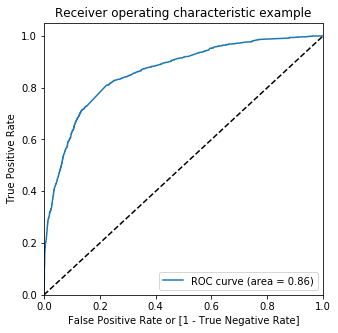 Receiver operating characteristic example
True Positive Rate
1.0
0.8
0.6
0.4
0.2
0.0
ROC curve (area = 0.86)
0.0 0.2 0.4 0.6 0.8 1.0
False Positive Rate or [1 - True Negative Rate]